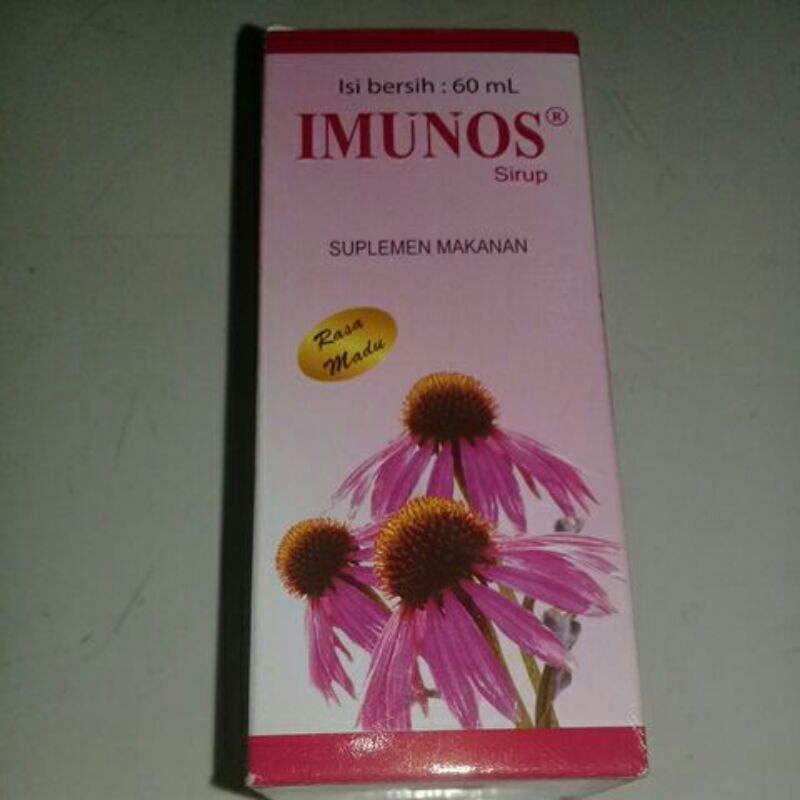 Isi bersih : 60 mL
IMUNOS®
Sirup
SUPLEMEN MAKANAN
Rasa
Madu